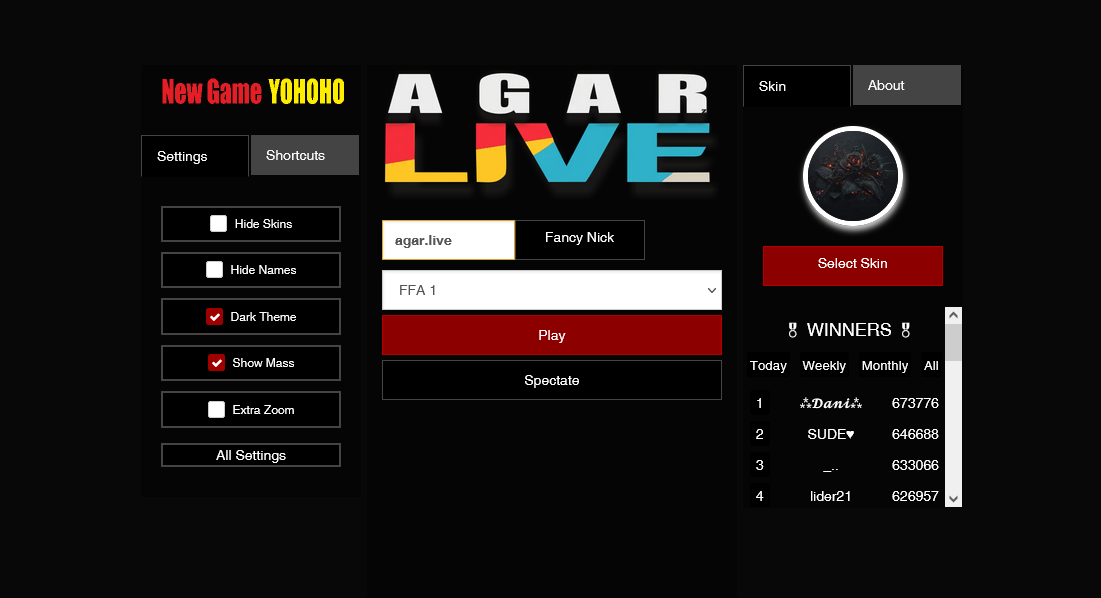 New Game YOHOHO
Settings
Shortcuts
Hide Skins
Hide Names
Dark Theme
Show Mass
Extra Zoom
All Settings
AGAR
LIVE
agar.live
Fancy Nick
FFA 1
Play
Spectate
Skin
About
Select Skin
🎖 WINNERS 🎖
Today Weekly Monthly All
1 ⁂𝓓𝓪𝓷𝓲⁂ 673776
2 SUDE♥ 646688
3 _.. 633066
4 lider21 626957